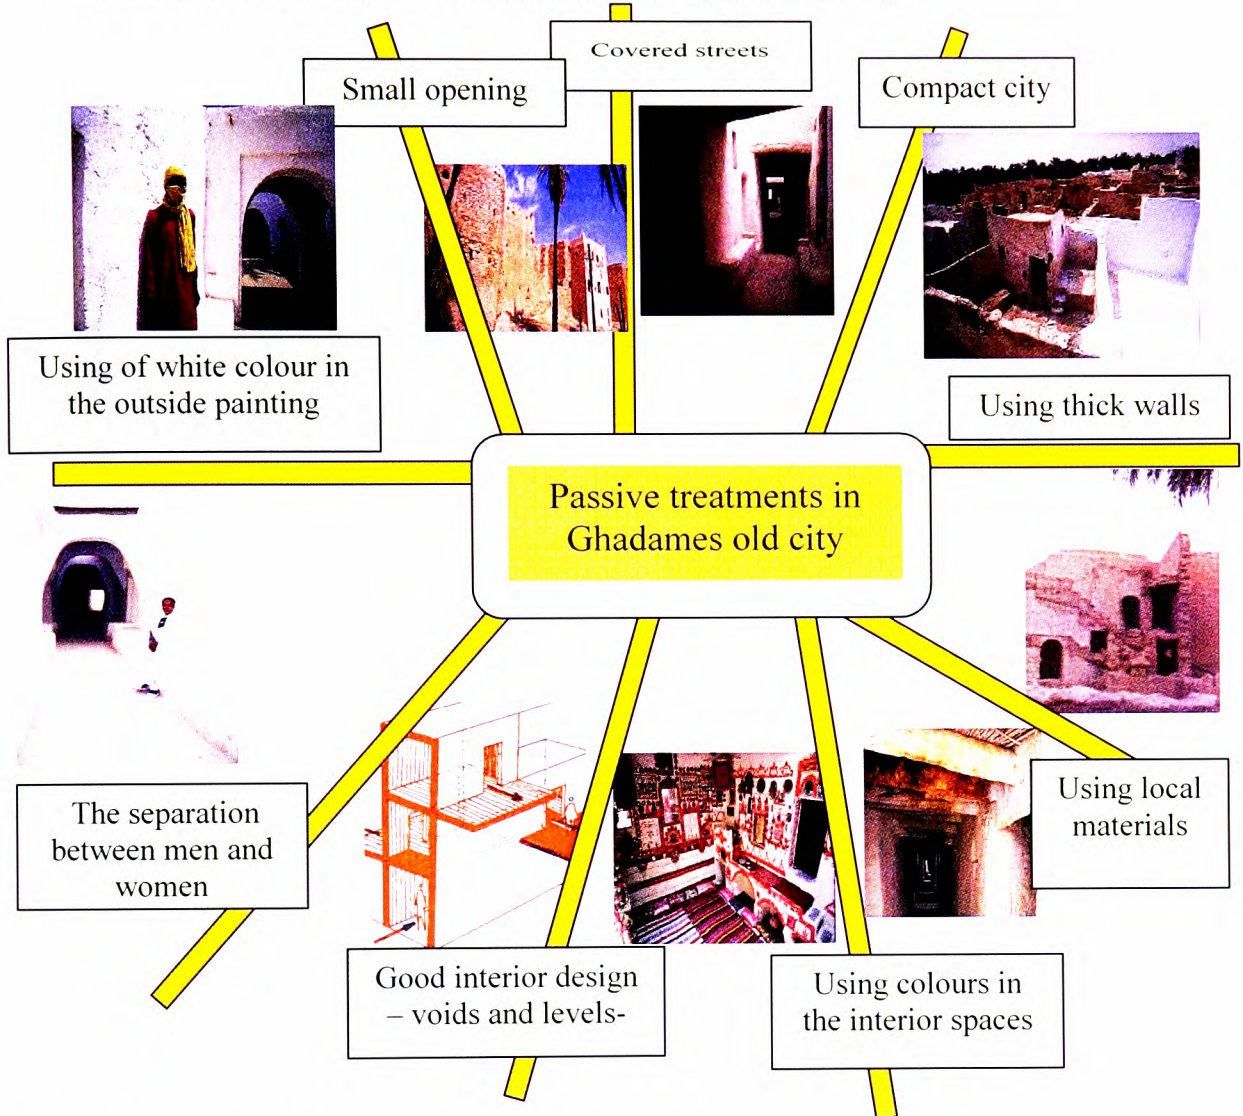 Covered streets
Small opening
Compact city
Using of white colour in
the outside painting
Using thick walls
Passive treatments in
Ghadames old city
Using local
materials
The separation
between men and
women
Good interior design
– voids and levels-
Using colours in
the interior spaces